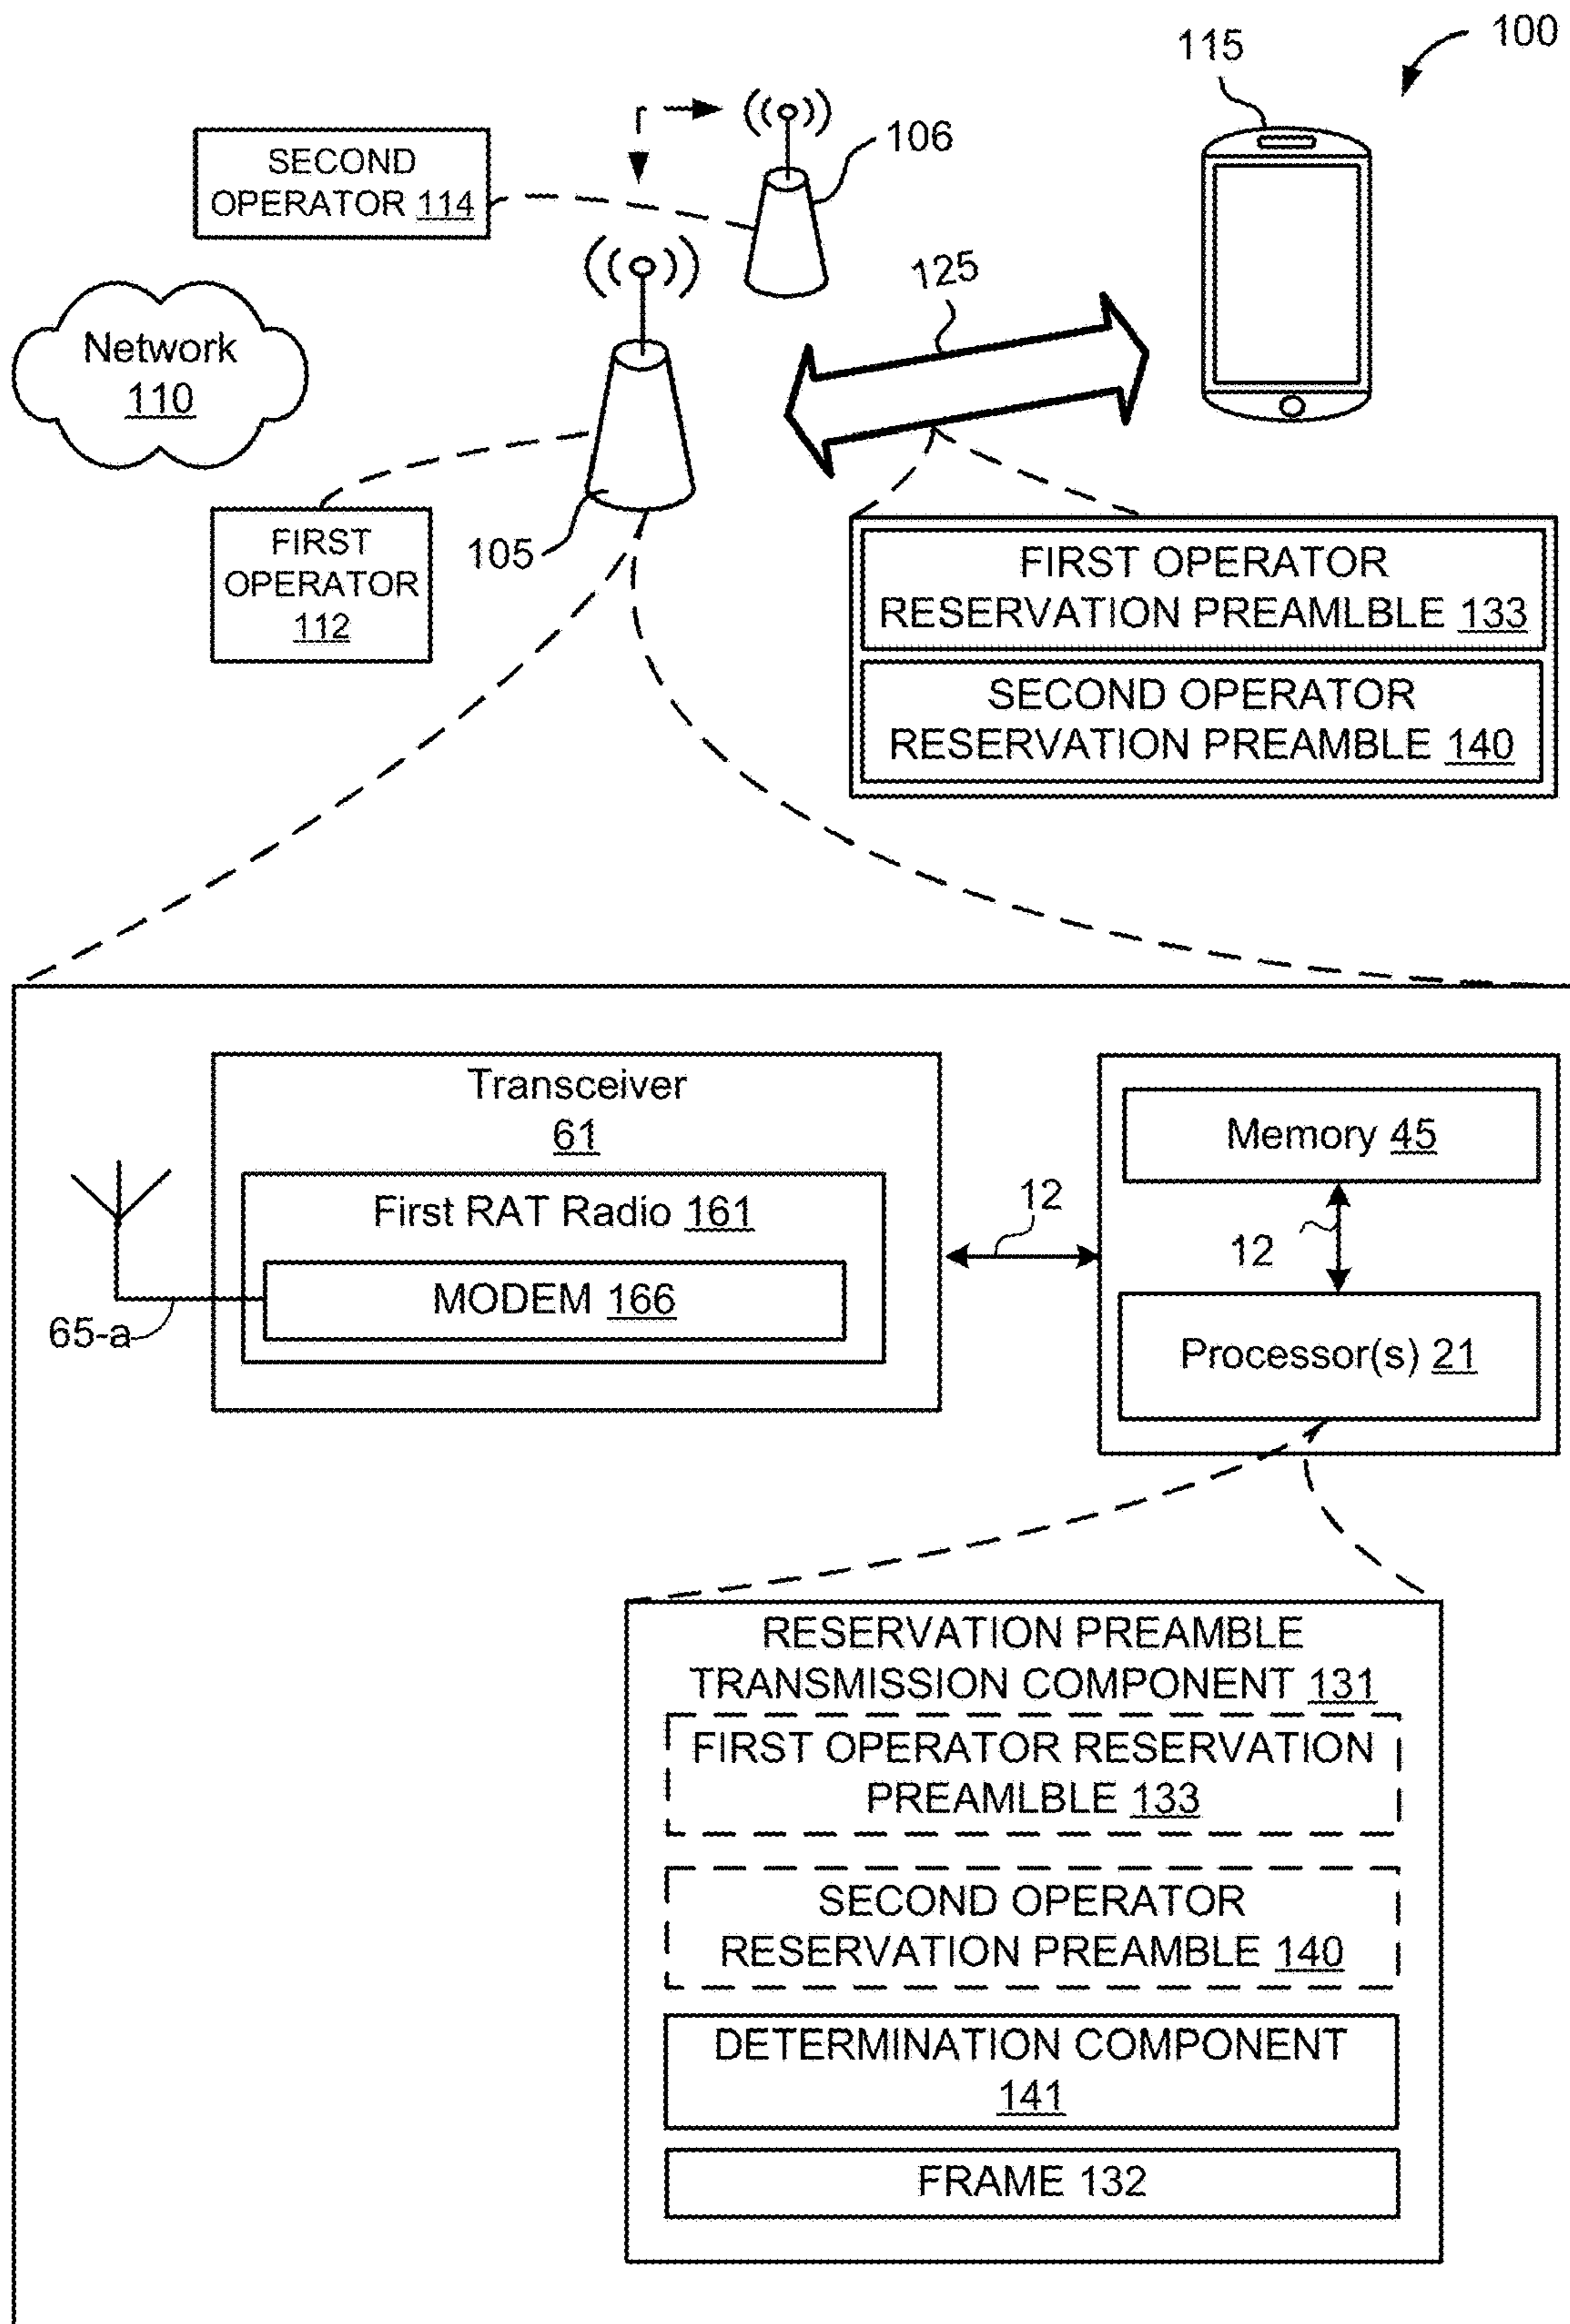 100
115
106
SECOND
OPERATOR 114
125
Network
110
105
FIRST
OPERATOR
112
FIRST OPERATOR
RESERVATION PREAMLBLE 133
SECOND OPERATOR
RESERVATION PREAMBLE 140
Transceiver
61
First RAT Radio 161
MODEM 166
65-a
12
Memory 45
12
Processor(s) 21
RESERVATION PREAMBLE
TRANSMISSION COMPONENT 131
FIRST OPERATOR RESERVATION
PREAMLBLE 133
SECOND OPERATOR
RESERVATION PREAMBLE 140
DETERMINATION COMPONENT
141
FRAME 132